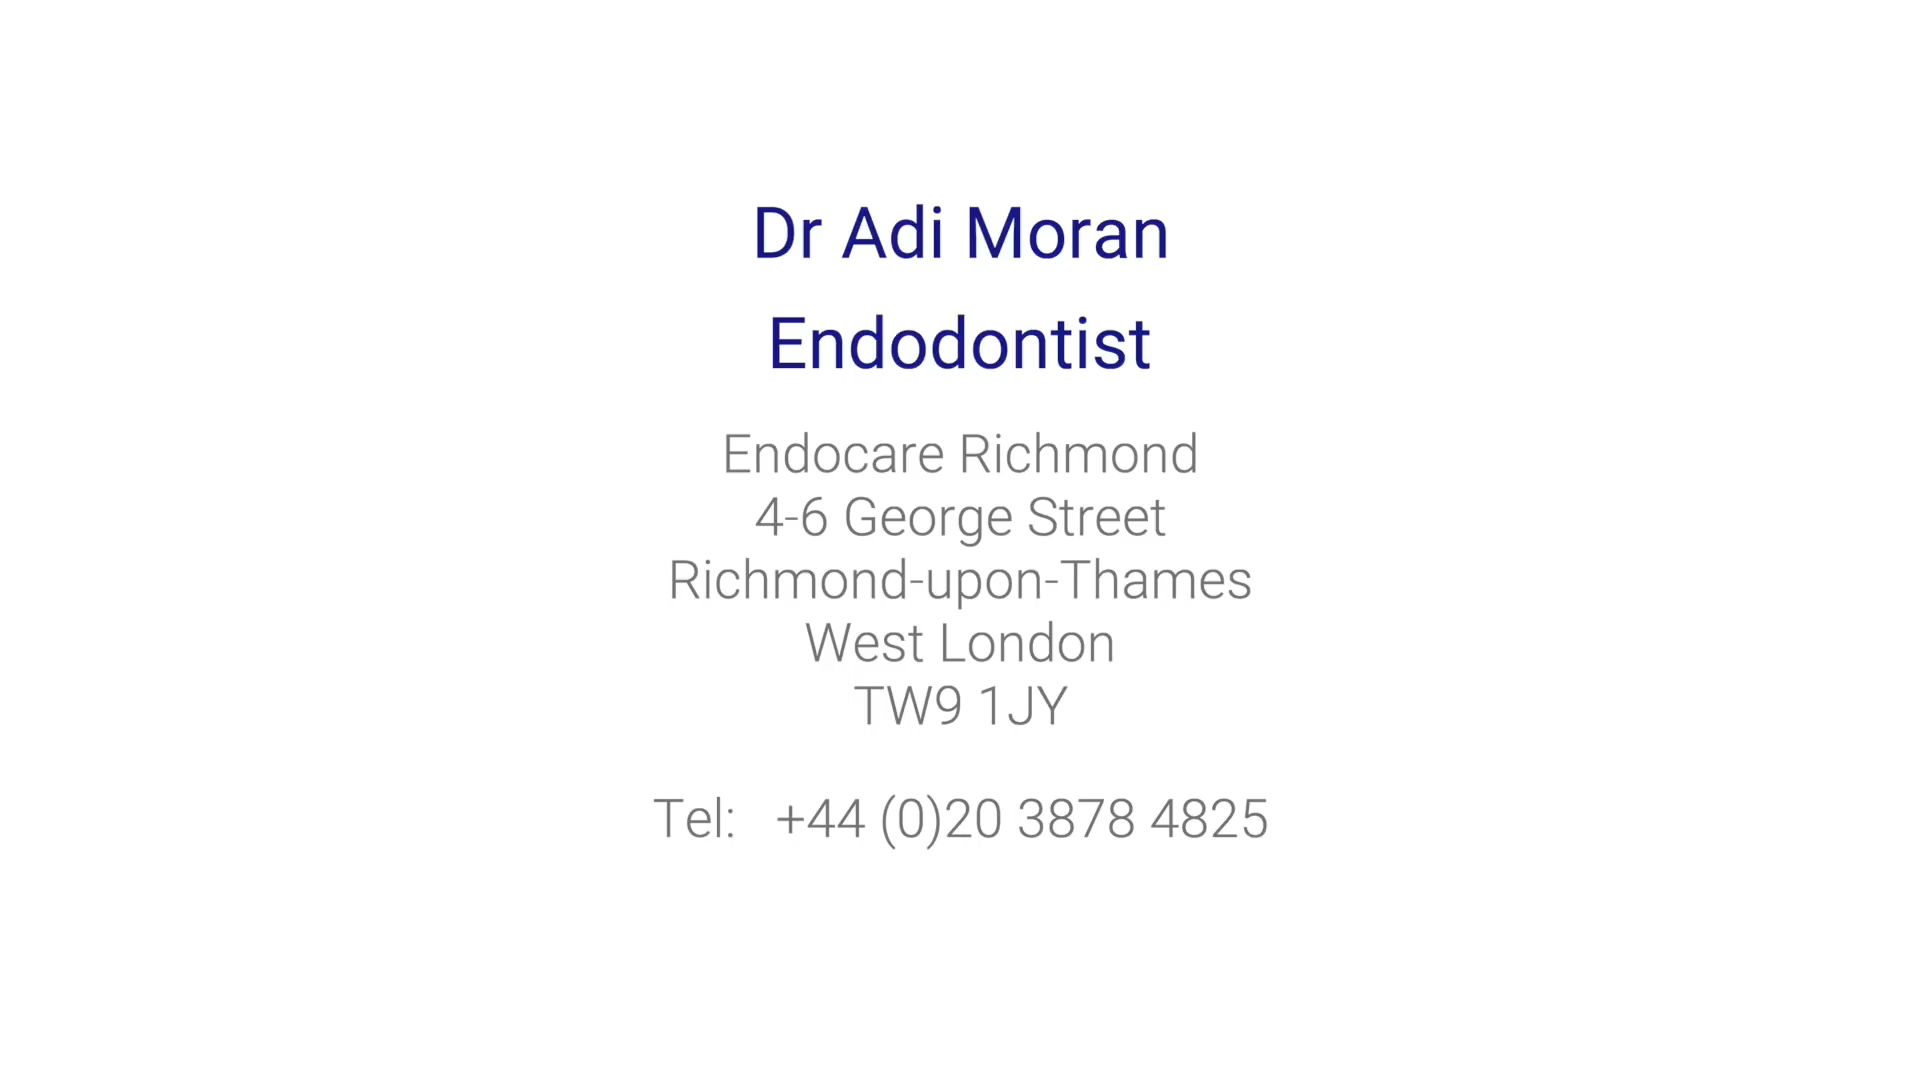 Dr Adi Moran
Endodontist
Endocare Richmond
4-6 George Street
Richmond-upon-Thames
West London
TW9 1JY
Tel: +44 (0)20 3878 4825